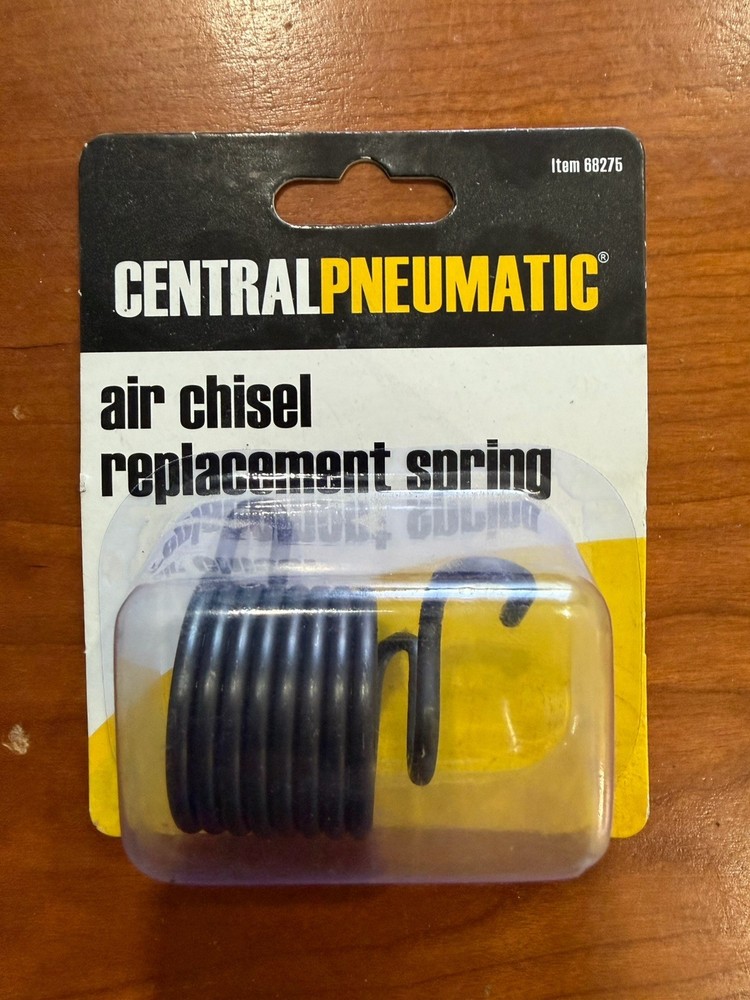 Item 68275
CENTRALPNEUMATIC®
air chisel
replacement spring